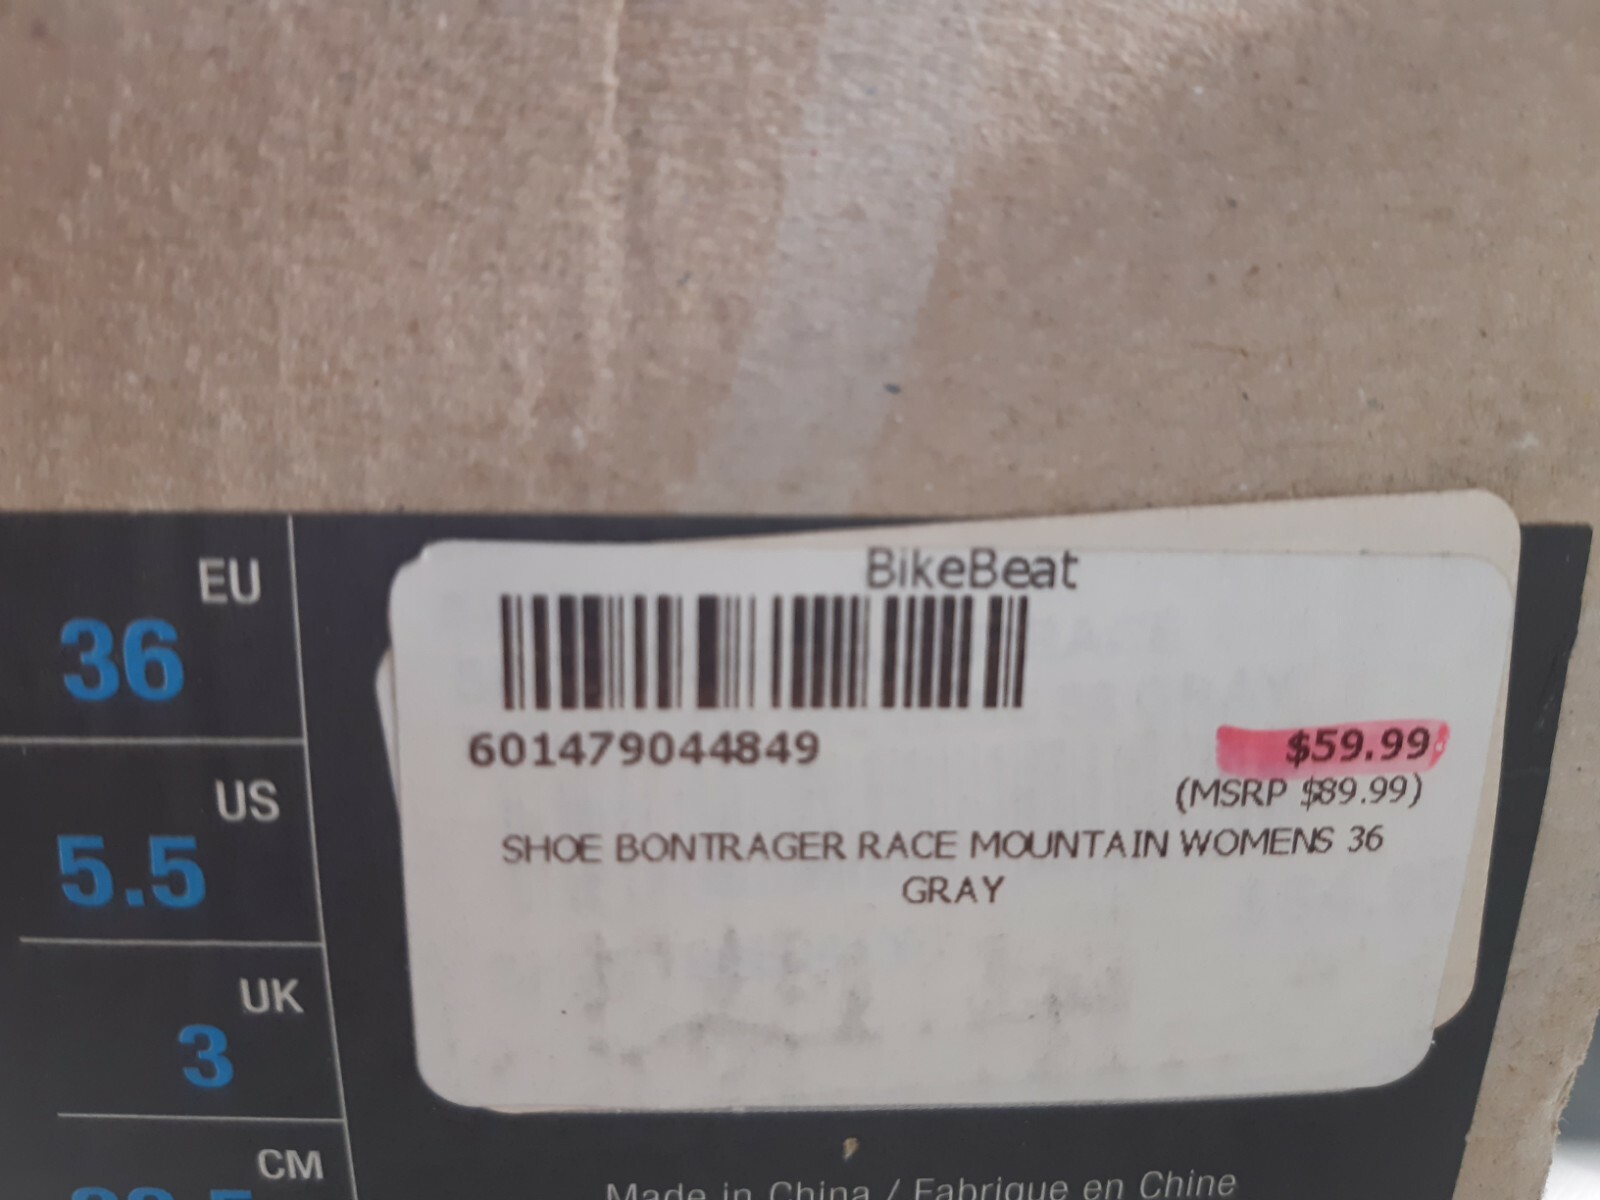 EU
36
US
5.5
UK
3
CM
BikeBeat
601479044849
$59.99
(MSRP $89.99)
SHOE BONTRAGER RACE MOUNTAIN WOMENS 36
GRAY
Made in China / Fabrique en Chine